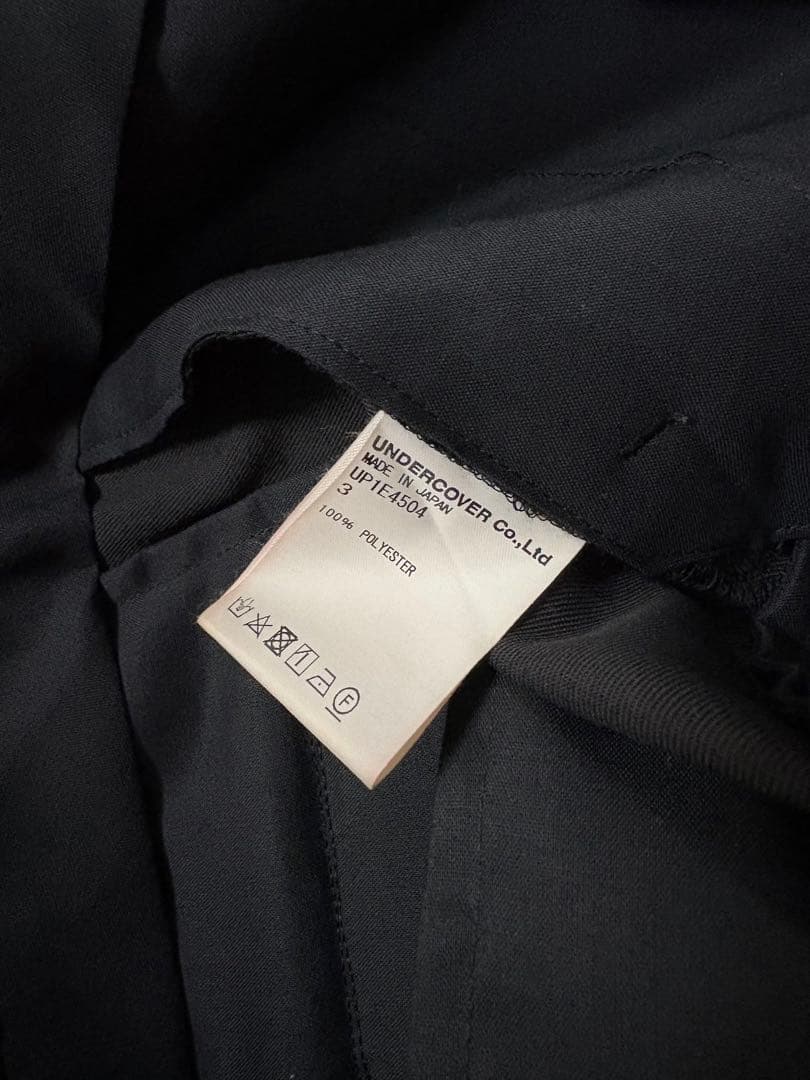 UNDERCOVER Co.,Ltd
MADE IN JAPAN
UP1E4504
3
100% POLYESTER
F